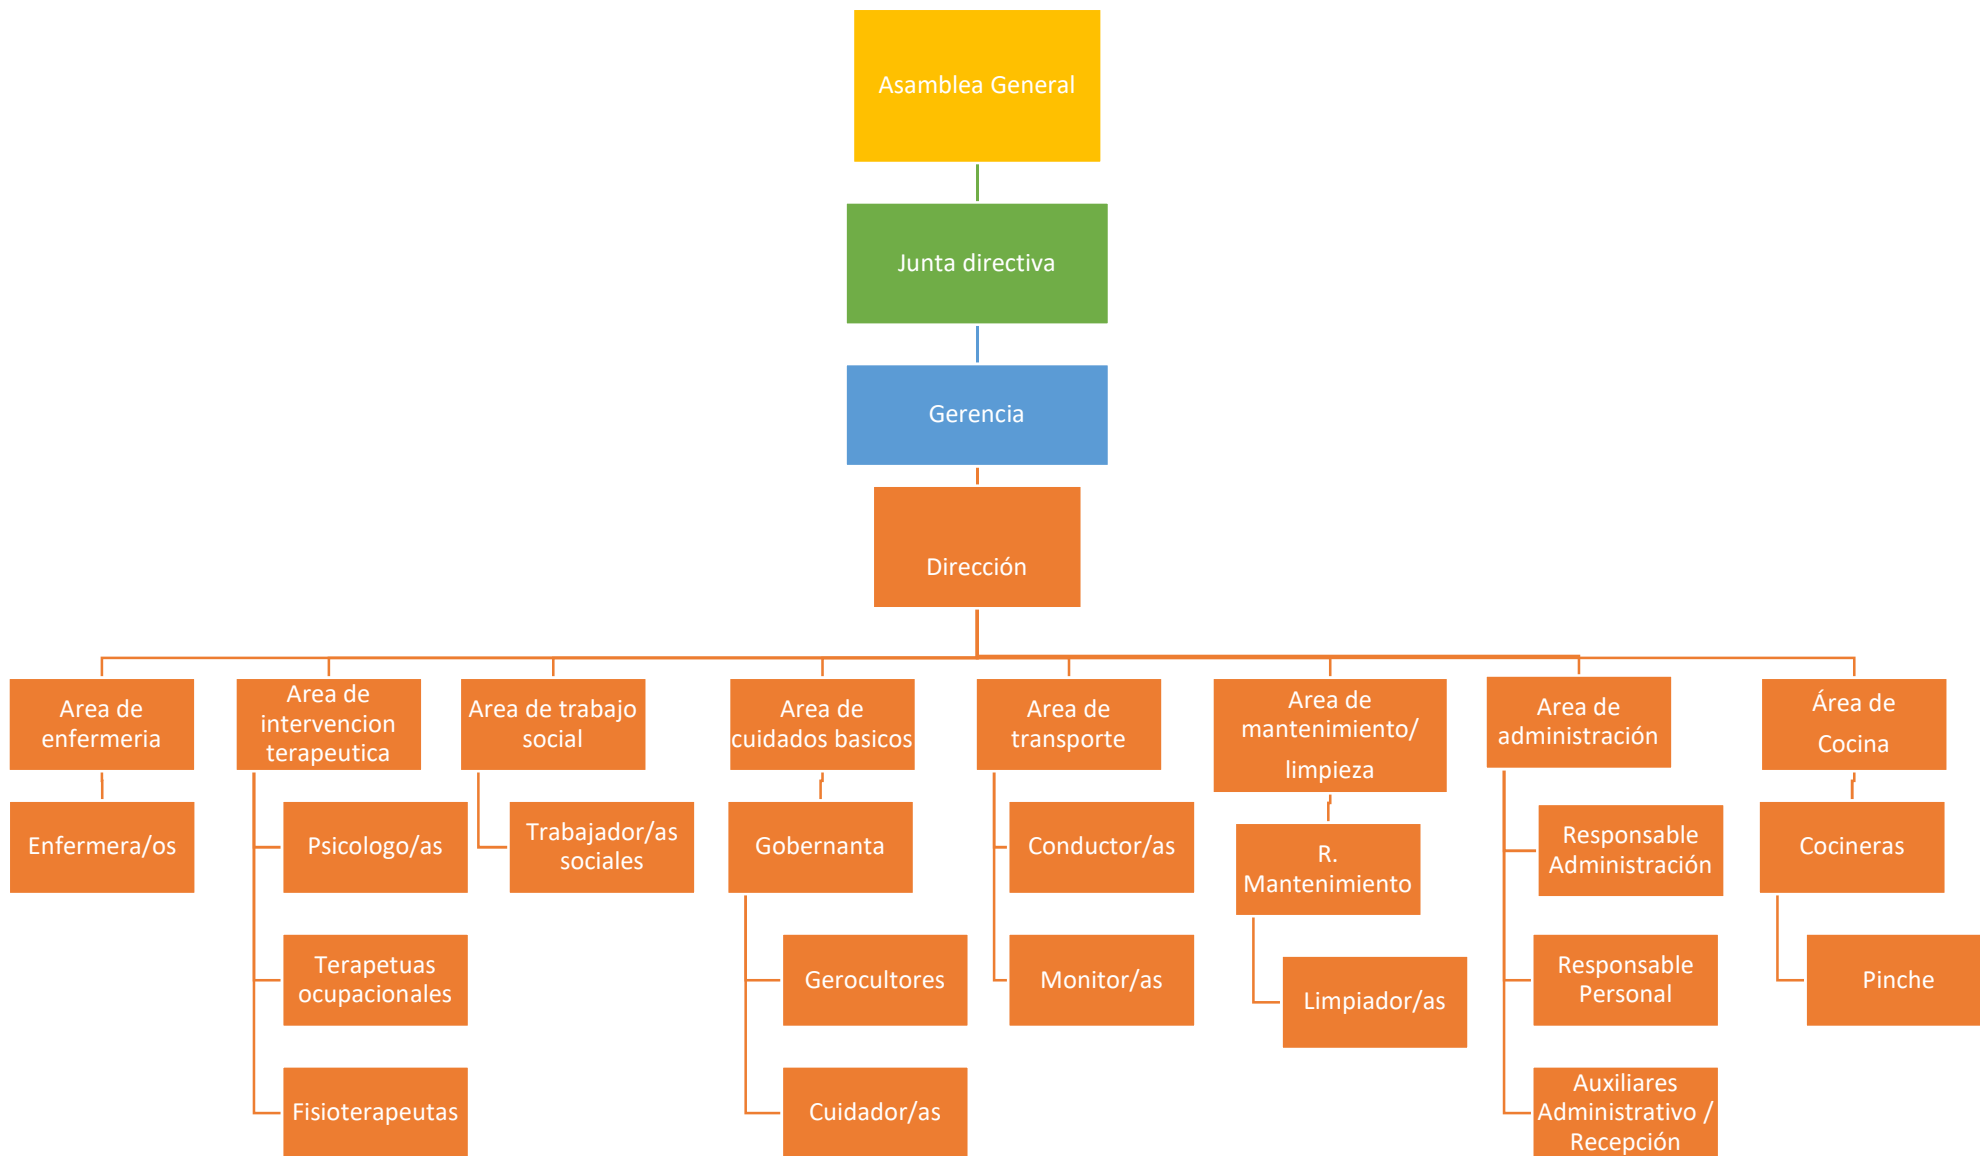 Asamblea General
Junta directiva
Gerencia
Dirección
Area de
enfermeria
Area de
intervencion
terapeutica
Area de trabajo
social
Area de
cuidados basicos
Area de
transporte
Area de
mantenimiento/
limpieza
Area de
administración
Área de
Cocina
Enfermera/os
Psicologo/as
Terapetuas
ocupacionales
Fisioterapeutas
Trabajador/as
sociales
Gobernanta
Gerocultores
Cuidador/as
Conductor/as
Monitor/as
R.
Mantenimiento
Limpiador/as
Responsable
Administración
Responsable
Personal
Auxiliares
Administrativo /
Recepción
Cocineras
Pinche